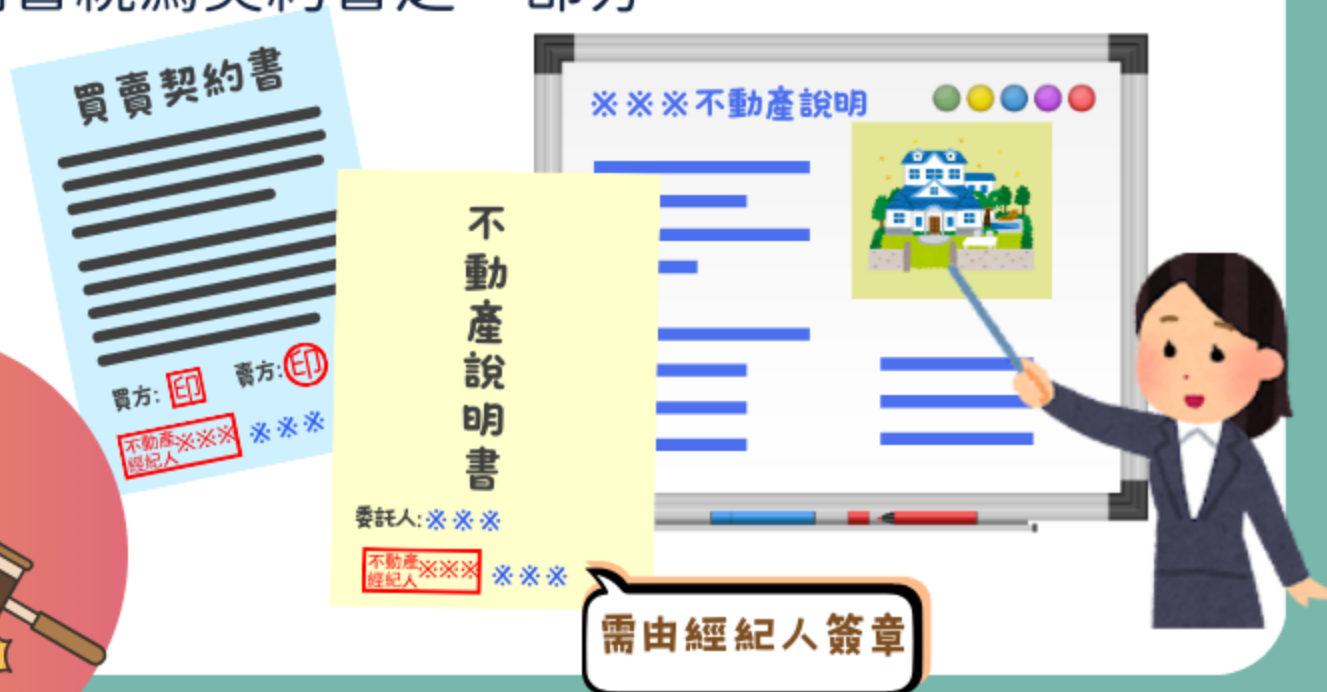 買賣契約書
買方: 印
賣方: 印
不動產※※※
經紀人
※※※
不動產說明書
委託人:※※※
不動產※※※
經紀人
※※※
※※※不動產說明
需由經紀人簽章